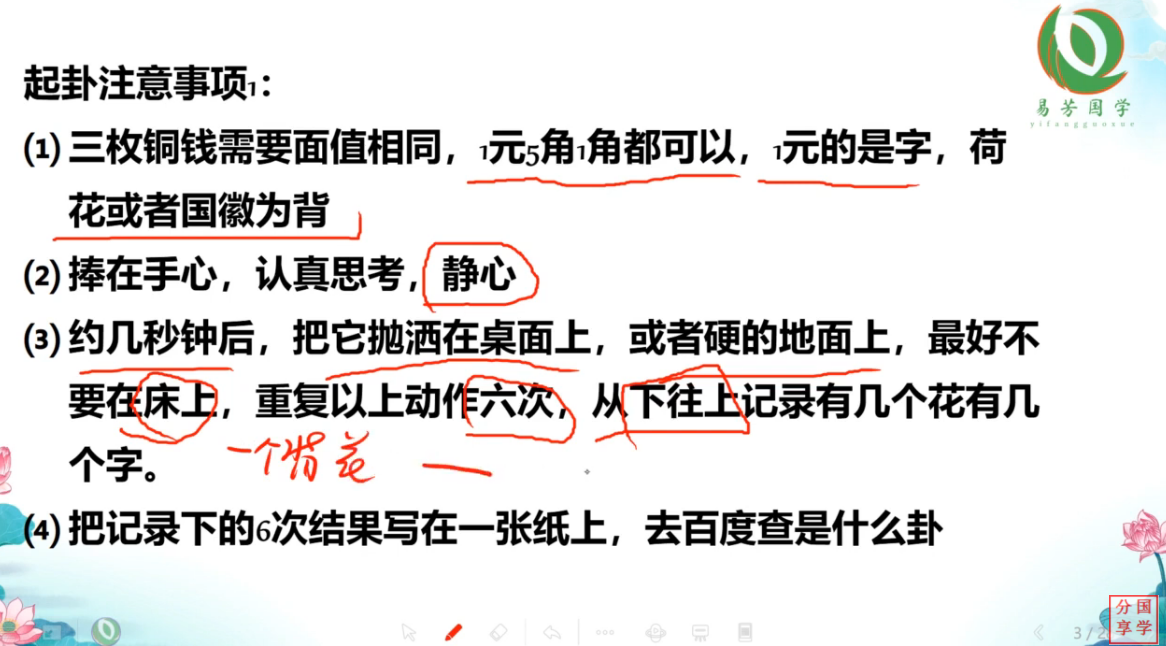 易芳国学
yifangguoxue
起卦注意事项1：
(1) 三枚铜钱需要面值相同，1元5角1角都可以，1元的是字，荷
花或者国徽为背
(2) 捧在手心，认真思考，静心
(3) 约几秒钟后，把它抛洒在桌面上，或者硬的地面上，最好不
要在床上，重复以上动作六次，从下往上记录有几个花有几
个字。
一个背花 一
(4) 把记录下的6次结果写在一张纸上，去百度查是什么卦
国学
分享